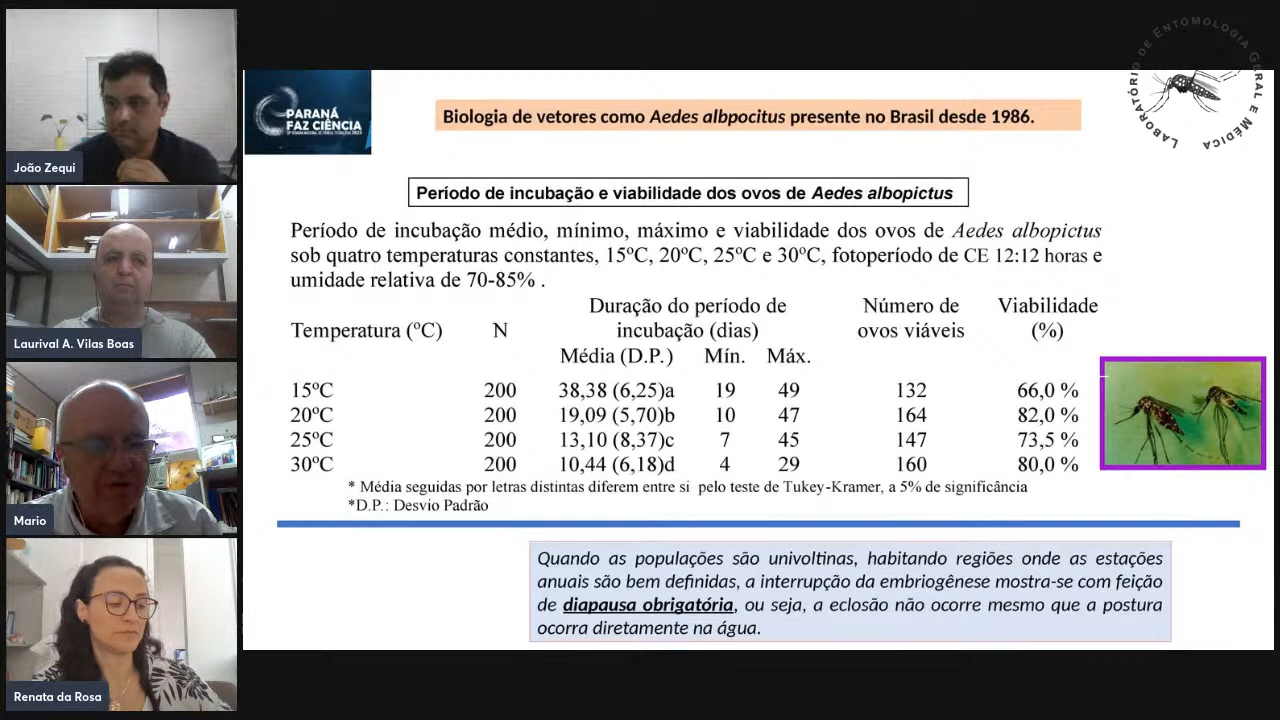 João Zequi
Laurival A. Vilas Boas
Mario
Renata da Rosa
PARANÁ
FAZ CIÊNCIA
LABORATÓRIO DE ENTOMOLOGIA GERAL E MÉDICA
Biologia de vetores como Aedes albpocitus presente no Brasil desde 1986.
Período de incubação e viabilidade dos ovos de Aedes albopictus
Período de incubação médio, mínimo, máximo e viabilidade dos ovos de Aedes albopictus
sob quatro temperaturas constantes, 15ºC, 20ºC, 25ºC e 30ºC, fotoperíodo de CE 12:12 horas e
umidade relativa de 70-85% .
Duração do período de Número de Viabilidade
Temperatura (ºC) N incubação (dias) ovos viáveis (%)
Média (D.P.) Mín. Máx.
15ºC 200 38,38 (6,25)a 19 49 132 66,0 %
20ºC 200 19,09 (5,70)b 10 47 164 82,0 %
25ºC 200 13,10 (8,37)c 7 45 147 73,5 %
30ºC 200 10,44 (6,18)d 4 29 160 80,0 %
* Média seguidas por letras distintas diferem entre si pelo teste de Tukey-Kramer, a 5% de significância
*D.P.: Desvio Padrão
Quando as populações são univoltinas, habitando regiões onde as estações
anuais são bem definidas, a interrupção da embriogênese mostra-se com feição
de diapausa obrigatória, ou seja, a eclosão não ocorre mesmo que a postura
ocorra diretamente na água.